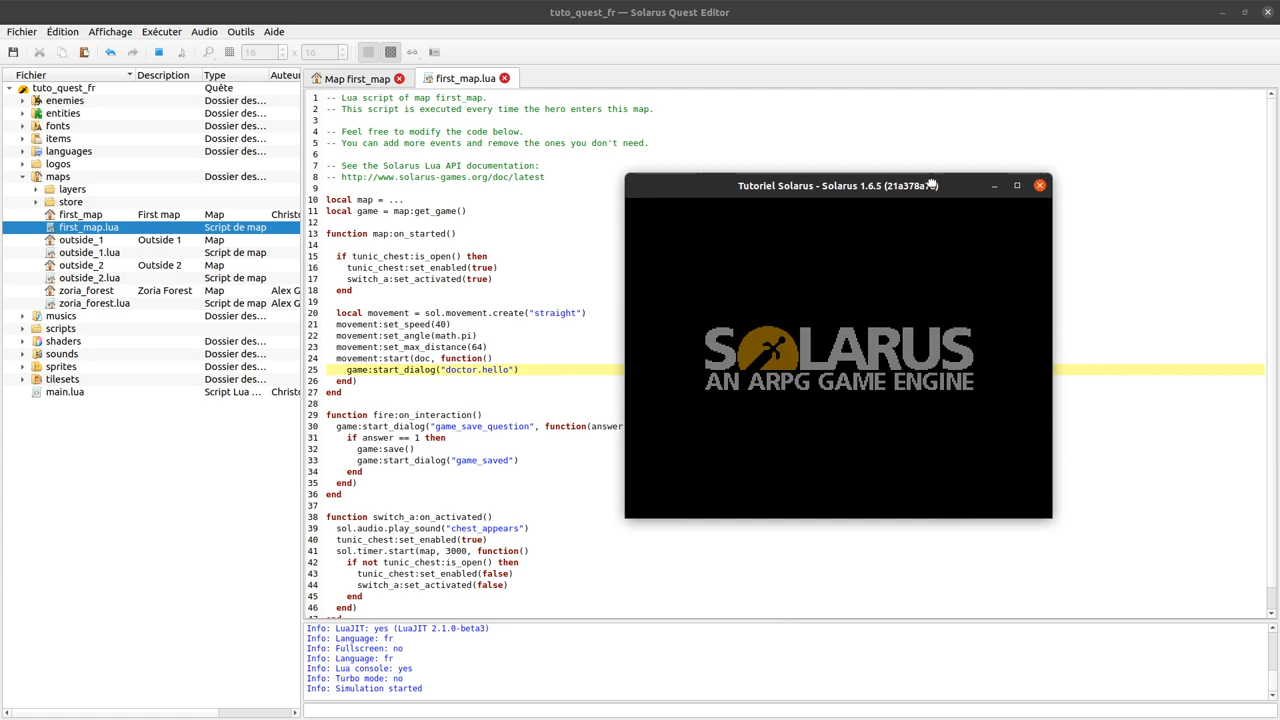 tuto_quest_fr — Solarus Quest Editor
Fichier Édition Affichage Exécuter Audio Outils Aide
16 x 16
Fichier Description Type Auteu
Map first_map
first_map.lua
tuto_quest_fr Quête
enemies Dossier des…
entities Dossier des…
fonts Dossier des…
items Dossier des…
languages Dossier des…
logos Dossier des…
maps Dossier des…
layers Dossier des…
store Dossier des…
first_map First map Map Christo
first_map.lua Script de map
outside_1 Outside 1 Map
outside_1.lua Script de map
outside_2 Outside 2 Map
outside_2.lua Script de map
zoria_forest Zoria Forest Map Alex G
zoria_forest.lua Script de map Alex G
musics Dossier des…
scripts Dossier des…
shaders Dossier des…
sounds Dossier des…
sprites Dossier des…
tilesets Dossier des…
main.lua Script Lua … Christo
1 -- Lua script of map first_map.
2 -- This script is executed every time the hero enters this map.
3
4 -- Feel free to modify the code below.
5 -- You can add more events and remove the ones you don't need.
6
7 -- See the Solarus Lua API documentation:
8 -- http://www.solarus-games.org/doc/latest
9
10 local map = ...
11 local game = map:get_game()
12
13 function map:on_started()
14
15 if tunic_chest:is_open() then
16 tunic_chest:set_enabled(true)
17 switch_a:set_activated(true)
18 end
19
20 local movement = sol.movement.create("straight")
21 movement:set_speed(40)
22 movement:set_angle(math.pi)
23 movement:set_max_distance(64)
24 movement:start(doc, function()
25 game:start_dialog("doctor.hello")
26 end)
27 end
28
29 function fire:on_interaction()
30 game:start_dialog("game_save_question", function(answer
31 if answer == 1 then
32 game:save()
33 game:start_dialog("game_saved")
34 end
35 end)
36 end
37
38 function switch_a:on_activated()
39 sol.audio.play_sound("chest_appears")
40 tunic_chest:set_enabled(true)
41 sol.timer.start(map, 3000, function()
42 if not tunic_chest:is_open() then
43 tunic_chest:set_enabled(false)
44 switch_a:set_activated(false)
45 end
46 end)
Tutoriel Solarus - Solarus 1.6.5
SOLARUS
AN ARPG GAME ENGINE
Info: LuaJIT: yes (LuaJIT 2.1.0-beta3)
Info: Language: fr
Info: Fullscreen: no
Info: Language: fr
Info: Lua console: yes
Info: Turbo mode: no
Info: Simulation started